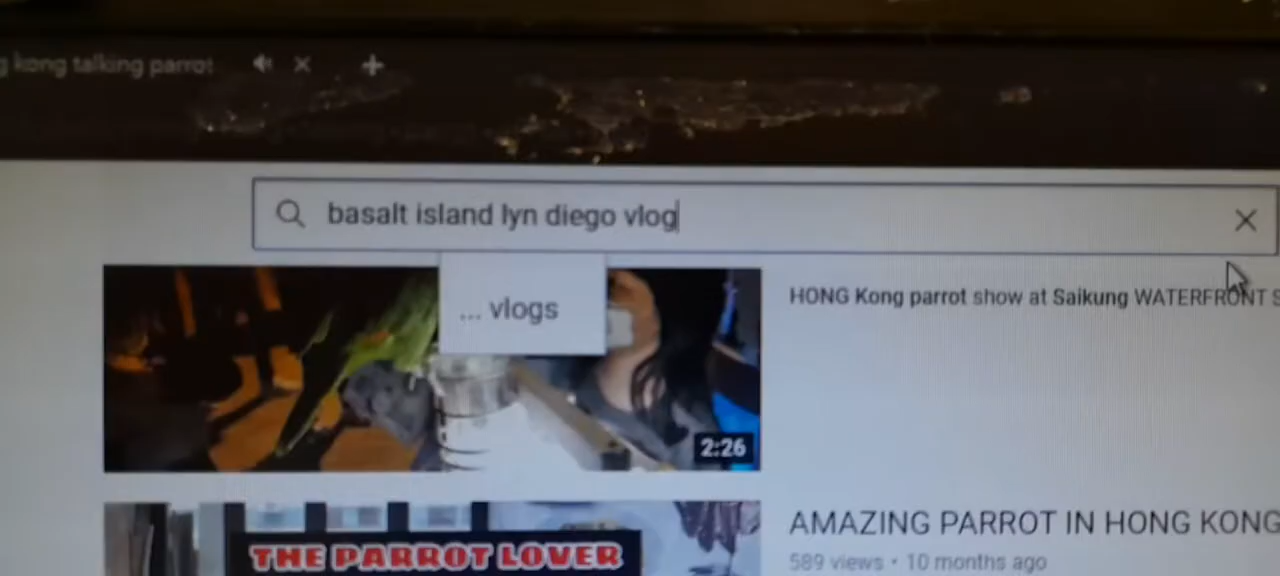 g kong talking parrot
basalt island lyn diego vlog
... vlogs
HONG Kong parrot show at Saikung WATERFRONT S
2:26
AMAZING PARROT IN HONG KONG
THE PARROT LOVER
589 views • 10 months ago